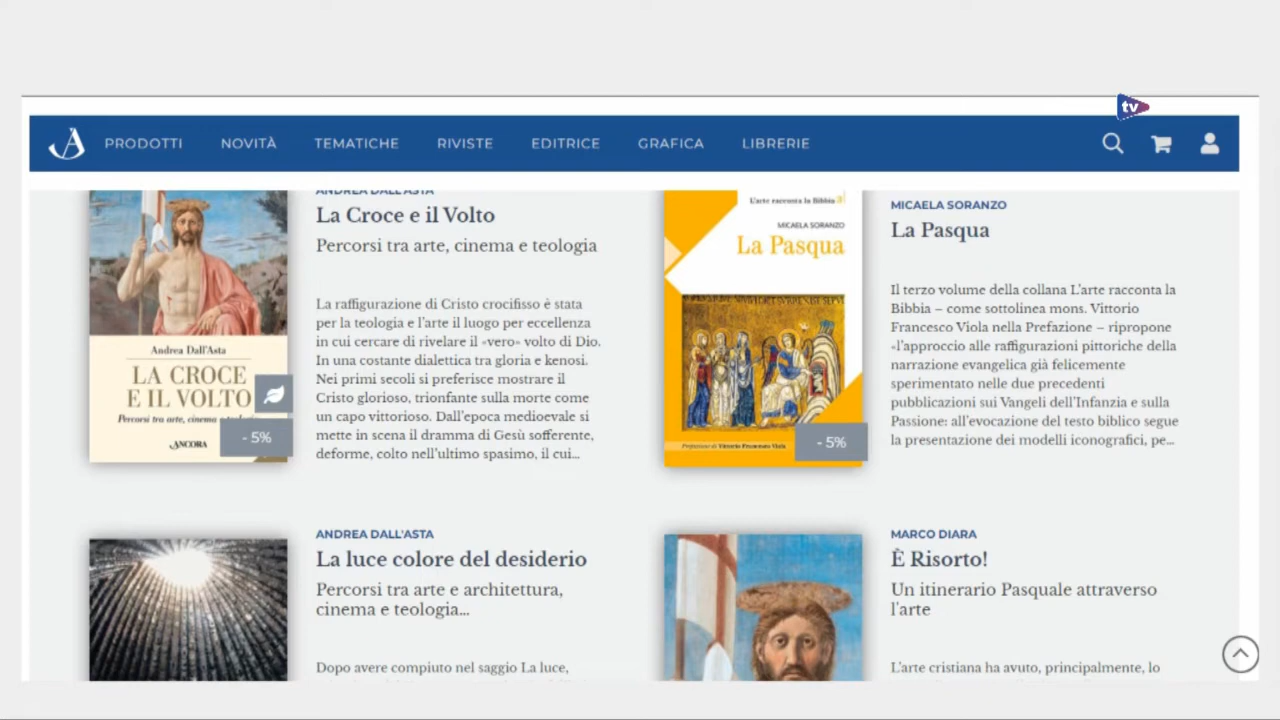 tv
PRODOTTI NOVITÀ TEMATICHE RIVISTE EDITRICE GRAFICA LIBRERIE
ANDREA DALL'ASTA
La Croce e il Volto
Percorsi tra arte, cinema e teologia
La raffigurazione di Cristo crocifisso è stata
per la teologia e l'arte il luogo per eccellenza
in cui cercare di rivelare il «vero» volto di Dio.
In una costante dialettica tra gloria e kenosi.
Nei primi secoli si preferisce mostrare il
Cristo glorioso, trionfante sulla morte come
un capo vittorioso. Dall'epoca medioevale si
mette in scena il dramma di Gesù sofferente,
deforme, colto nell'ultimo spasimo, il cui...
Andrea Dall'Asta
LA CROCE
E IL VOLTO
Percorsi tra arte, cinema e
ANCORA
- 5%
L'arte racconta la Bibbia 3
MICAELA SORANZO
La Pasqua
Prefazione di Vittorio Francesco Viola
- 5%
MICAELA SORANZO
La Pasqua
Il terzo volume della collana L'arte racconta la
Bibbia – come sottolinea mons. Vittorio
Francesco Viola nella Prefazione – ripropone
«l'approccio alle raffigurazioni pittoriche della
narrazione evangelica già felicemente
sperimentato nelle due precedenti
pubblicazioni sui Vangeli dell'Infanzia e sulla
Passione: all'evocazione del testo biblico segue
la presentazione dei modelli iconografici, pe...
ANDREA DALL'ASTA
La luce colore del desiderio
Percorsi tra arte e architettura,
cinema e teologia...
Dopo avere compiuto nel saggio La luce,
MARCO DIARA
È Risorto!
Un itinerario Pasquale attraverso
l'arte
L'arte cristiana ha avuto, principalmente, lo